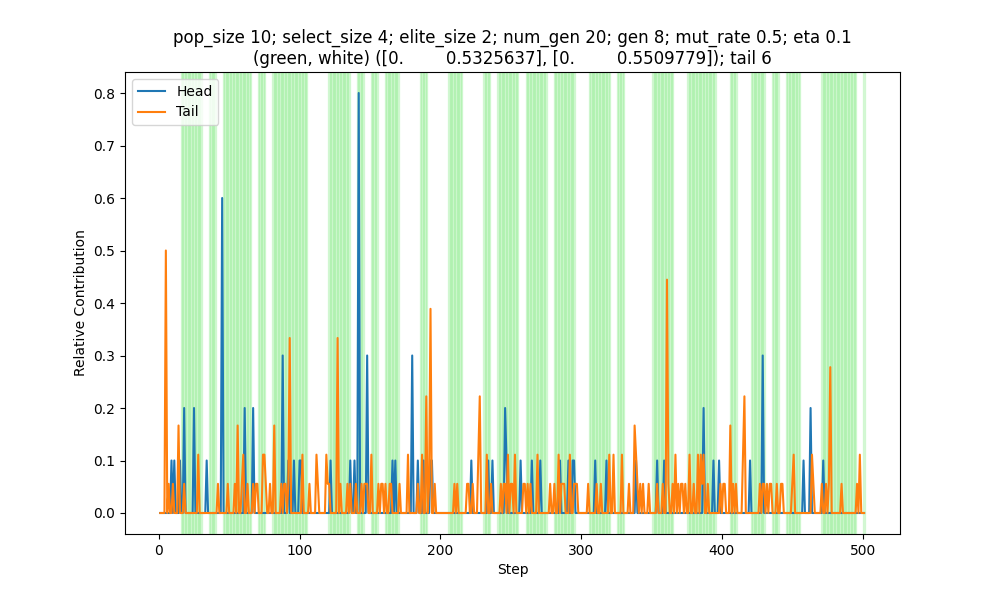 pop_size 10; select_size 4; elite_size 2; num_gen 20; gen 8; mut_rate 0.5; eta 0.1
(green, white) ([0. 0.5325637], [0. 0.5509779]); tail 6
Head
Tail
Relative Contribution
0.8
0.7
0.6
0.5
0.4
0.3
0.2
0.1
0.0
0 100 200 300 400 500
Step